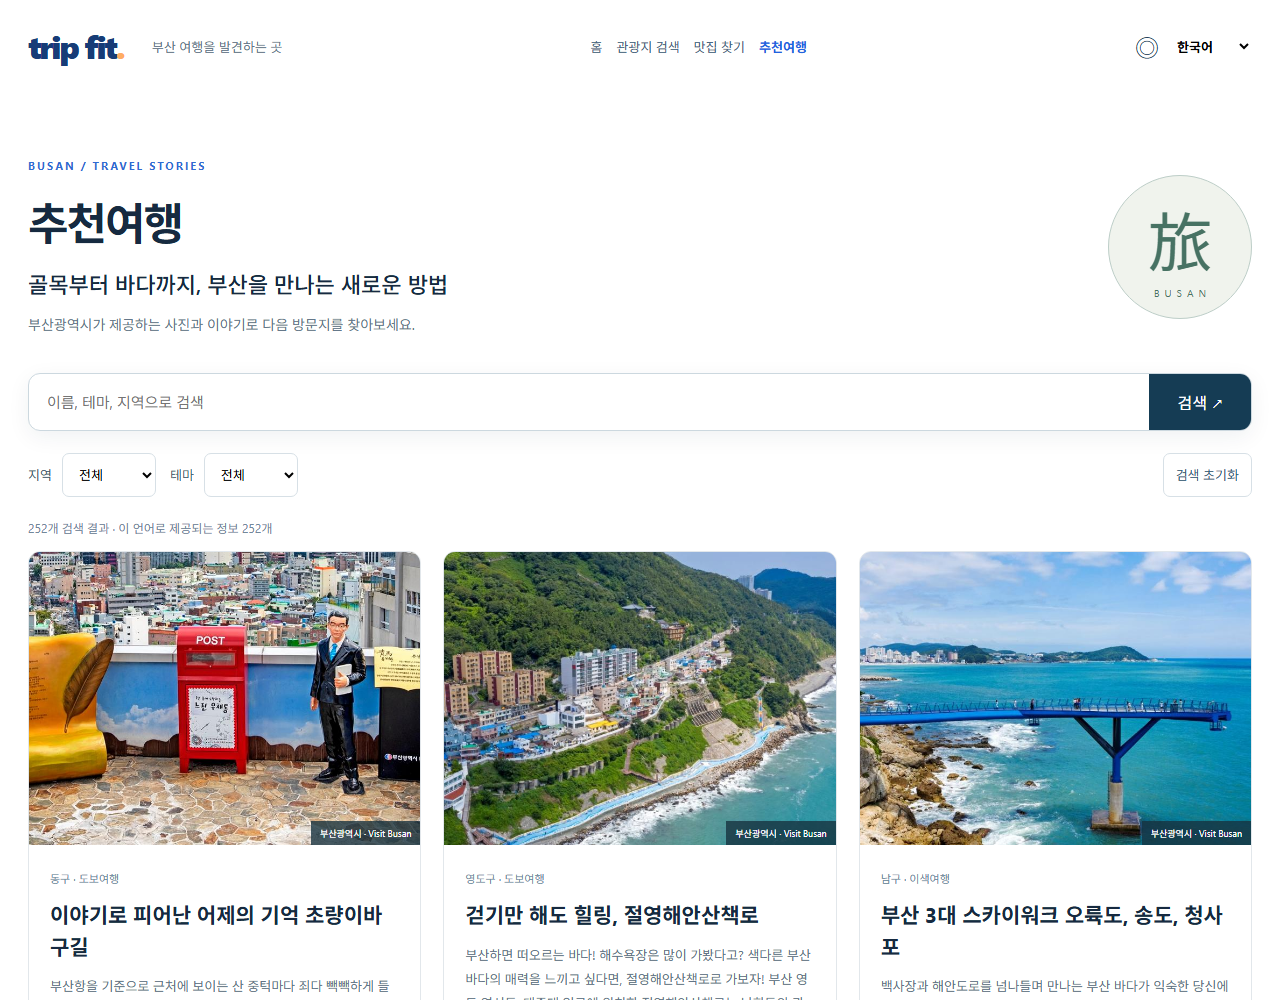 trip fit.
부산 여행을 발견하는 곳
홈 관광지 검색 맛집 찾기 추천여행
한국어
BUSAN / TRAVEL STORIES
추천여행
골목부터 바다까지, 부산을 만나는 새로운 방법
부산광역시가 제공하는 사진과 이야기로 다음 방문지를 찾아보세요.
旅
BUSAN
이름, 테마, 지역으로 검색
검색 ↗
지역 전체 테마 전체
검색 초기화
252개 검색 결과 · 이 언어로 제공되는 정보 252개
POST
느린 우체통
부산광역시
부산광역시 · Visit Busan
부산광역시 · Visit Busan
부산광역시 · Visit Busan
동구 · 도보여행
이야기로 피어난 어제의 기억 초량이바
구길
부산항을 기준으로 근처에 보이는 산 중턱마다 죄다 빽빽하게 들
영도구 · 도보여행
걷기만 해도 힐링, 절영해안산책로
부산하면 떠오르는 바다! 해수욕장은 많이 가봤다고? 색다른 부산
바다의 매력을 느끼고 싶다면, 절영해안산책로로 가보자! 부산 영
남구 · 이색여행
부산 3대 스카이워크 오륙도, 송도, 청사
포
백사장과 해안도로를 넘나들며 만나는 부산 바다가 익숙한 당신에